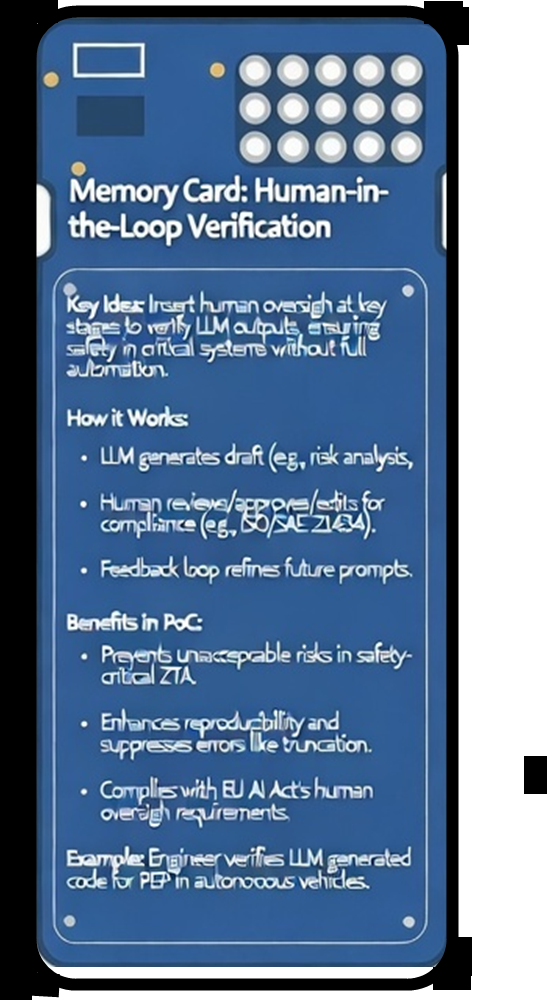 Memory Card: Human-in-
the-Loop Verification
Key Idea: Insert human oversigh at key
stages to verify LLM outputs, ensuring
safety in critical systems without full
automation.
How it Works:
LLM generates draft (eg., risk analysis,
Human reviews/approves/edits for
compliance (eg., ISO/SAE 21434).
Feedback loop refines future prompts.
Benefits in PoC:
Prevents unacceprable risks in safety-
critical ZTA.
Enhances reproducibility and
suppresses errors like truncation.
Complies with EU AI Act's human
oversigh requirements.
Example: Engineer verifies LLM generated
code for PEP in autonoous vehicles.